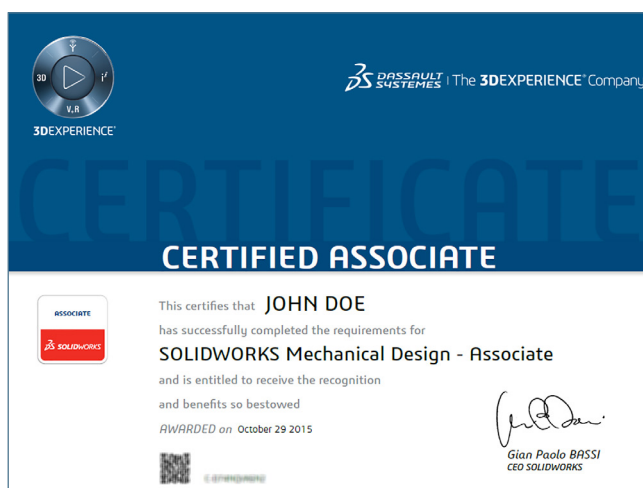 3D
i²
V,R
3DEXPERIENCE®
DASSAULT SYSTEMES | The 3DEXPERIENCE® Company
CERTIFICATE
CERTIFIED ASSOCIATE
ASSOCIATE
SOLIDWORKS
This certifies that JOHN DOE
has successfully completed the requirements for
SOLIDWORKS Mechanical Design - Associate
and is entitled to receive the recognition
and benefits so bestowed
AWARDED on October 29 2015
Gian Paolo BASSI
CEO SOLIDWORKS